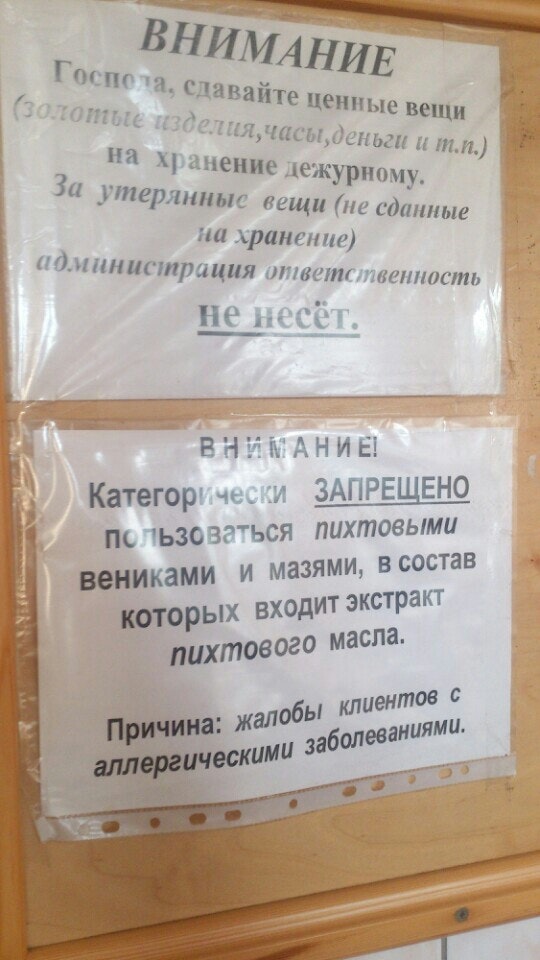 ВНИМАНИЕ
Господа, сдавайте ценные вещи
(золотые изделия,часы,деньги и т.п.)
на хранение дежурному.
За утерянные вещи (не сданные
на хранение)
администрация ответственность
не несёт.
ВНИМАНИЕ!
Категорически ЗАПРЕЩЕНО
пользоваться пихтовыми
вениками и мазями, в состав
которых входит экстракт
пихтового масла.
Причина: жалобы клиентов с
аллергическими заболеваниями.